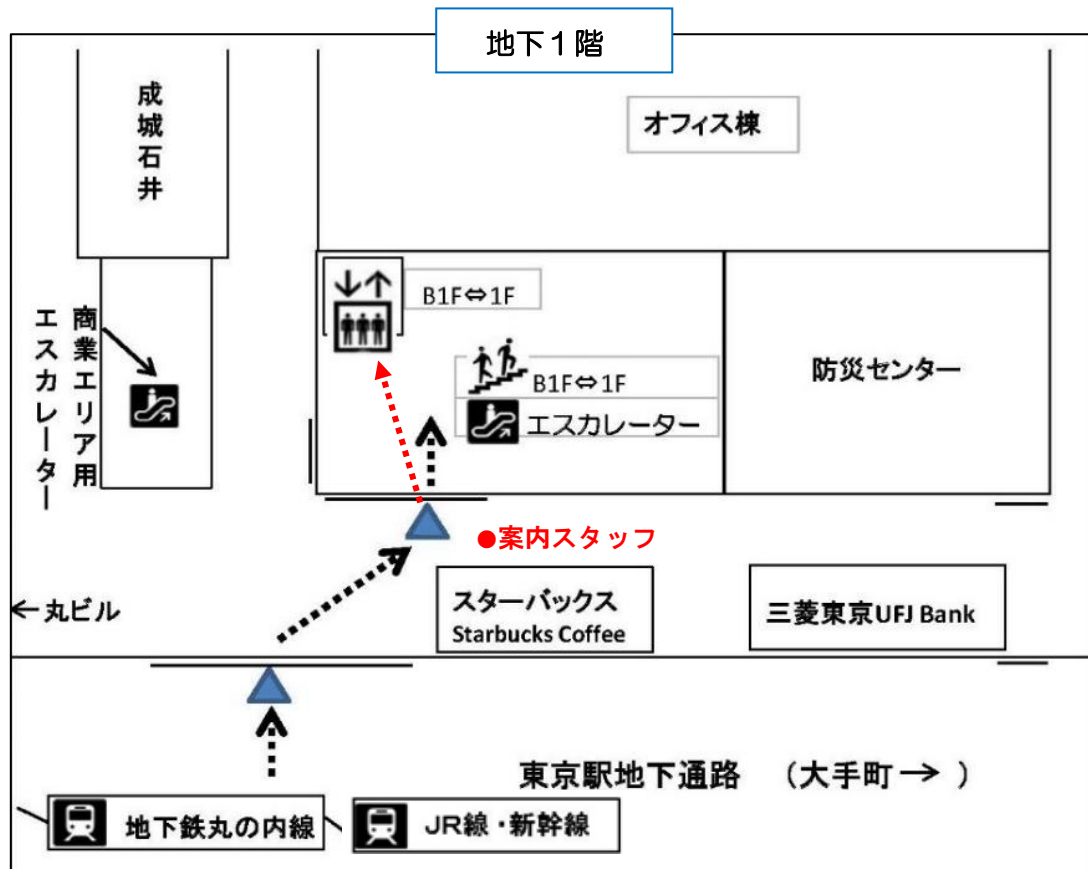 地下１階
成城石井
オフィス棟
B1F⇔1F
商業エリア用
エスカレーター
B1F⇔1F
エスカレーター
防災センター
●案内スタッフ
←丸ビル
スターバックス
Starbucks Coffee
三菱東京UFJ Bank
東京駅地下通路　（大手町→ ）
地下鉄丸の内線
JR線・新幹線